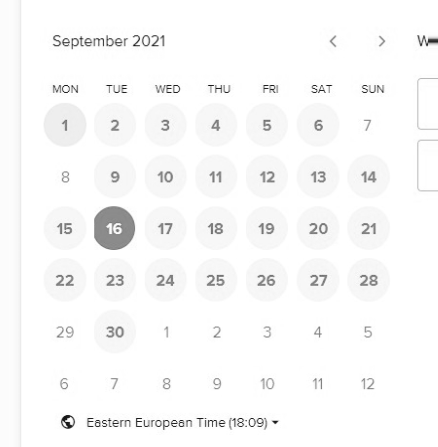 September 2021 < >
MON TUE WED THU FRI SAT SUN
1 2 3 4 5 6 7
8 9 10 11 12 13 14
15 16 17 18 19 20 21
22 23 24 25 26 27 28
29 30 1 2 3 4 5
6 7 8 9 10 11 12
Eastern European Time (18:09)